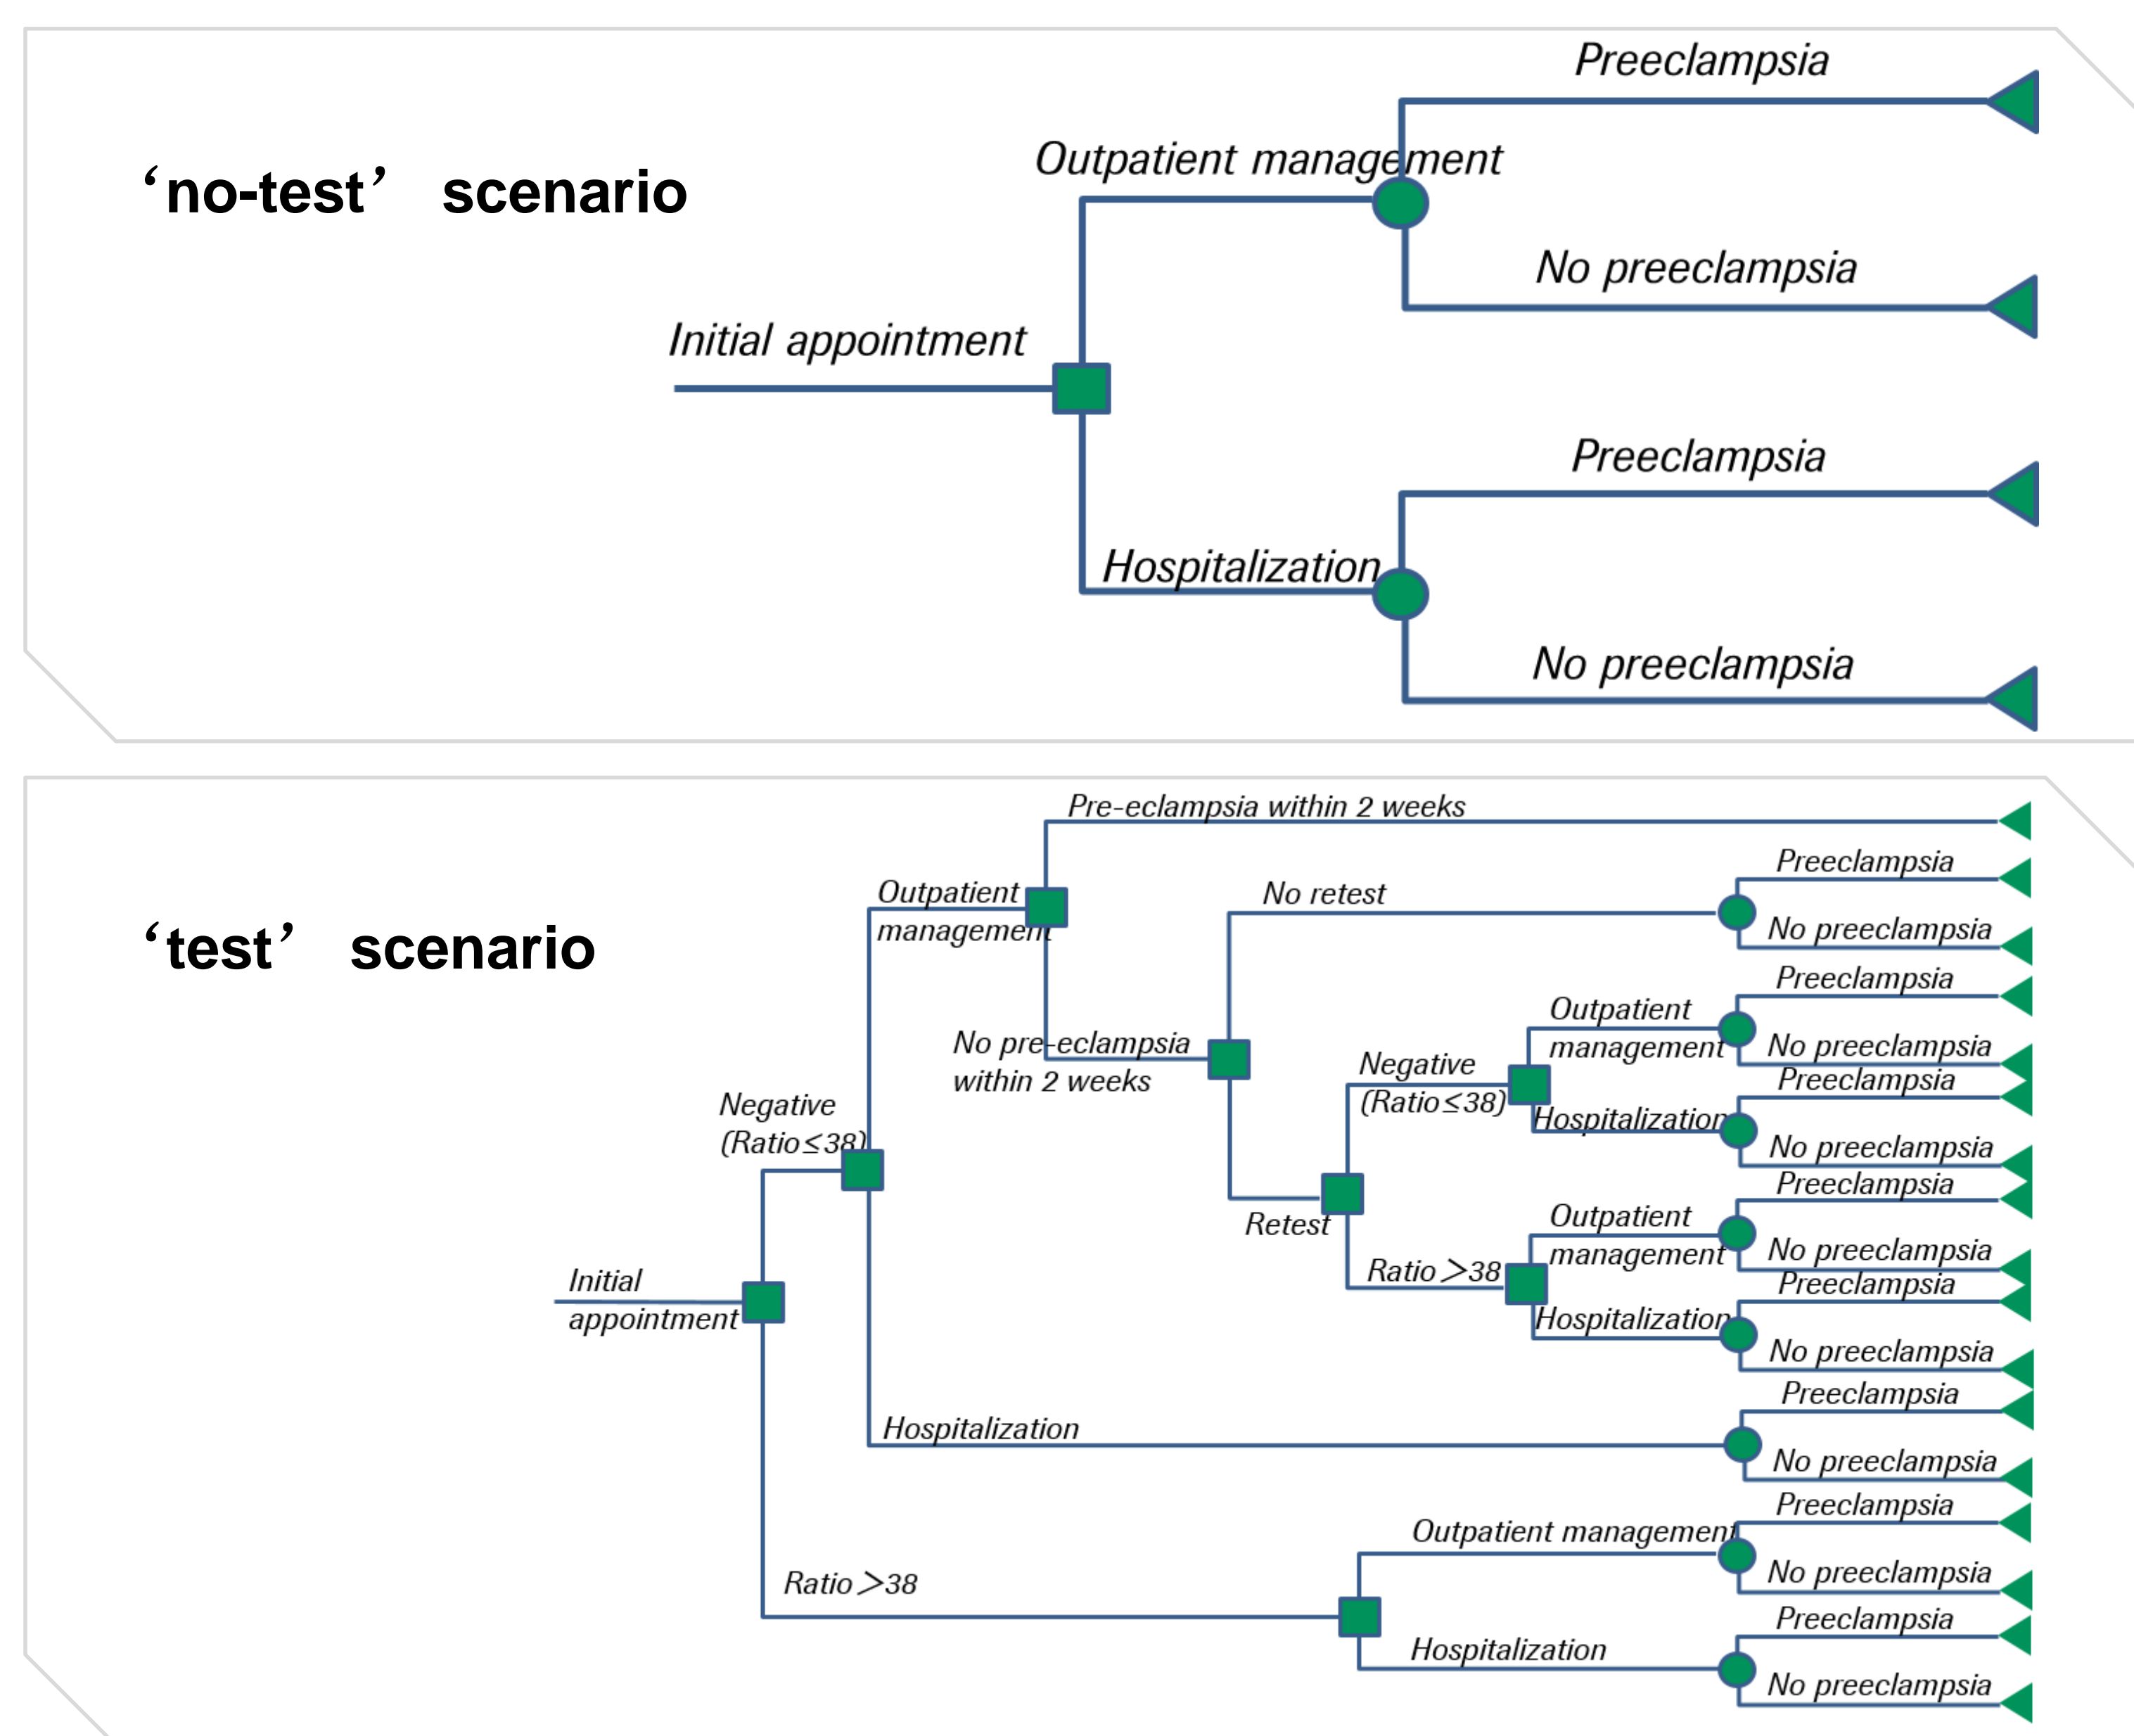 Preeclampsia
Outpatient management
‘no-test’ scenario
No preeclampsia
Initial appointment
Preeclampsia
Hospitalization
No preeclampsia
Pre-eclampsia within 2 weeks
Preeclampsia
Outpatient
management
No retest
No preeclampsia
‘test’ scenario
Preeclampsia
Outpatient
management
No preeclampsia
No pre-eclampsia
within 2 weeks
Negative
(Ratio≤38)
Preeclampsia
Hospitalization
No preeclampsia
Negative
(Ratio≤38)
Preeclampsia
Outpatient
management
No preeclampsia
Retest
Ratio>38
Preeclampsia
Hospitalization
No preeclampsia
Initial
appointment
Preeclampsia
Hospitalization
No preeclampsia
Preeclampsia
Outpatient management
No preeclampsia
Ratio>38
Preeclampsia
Hospitalization
No preeclampsia